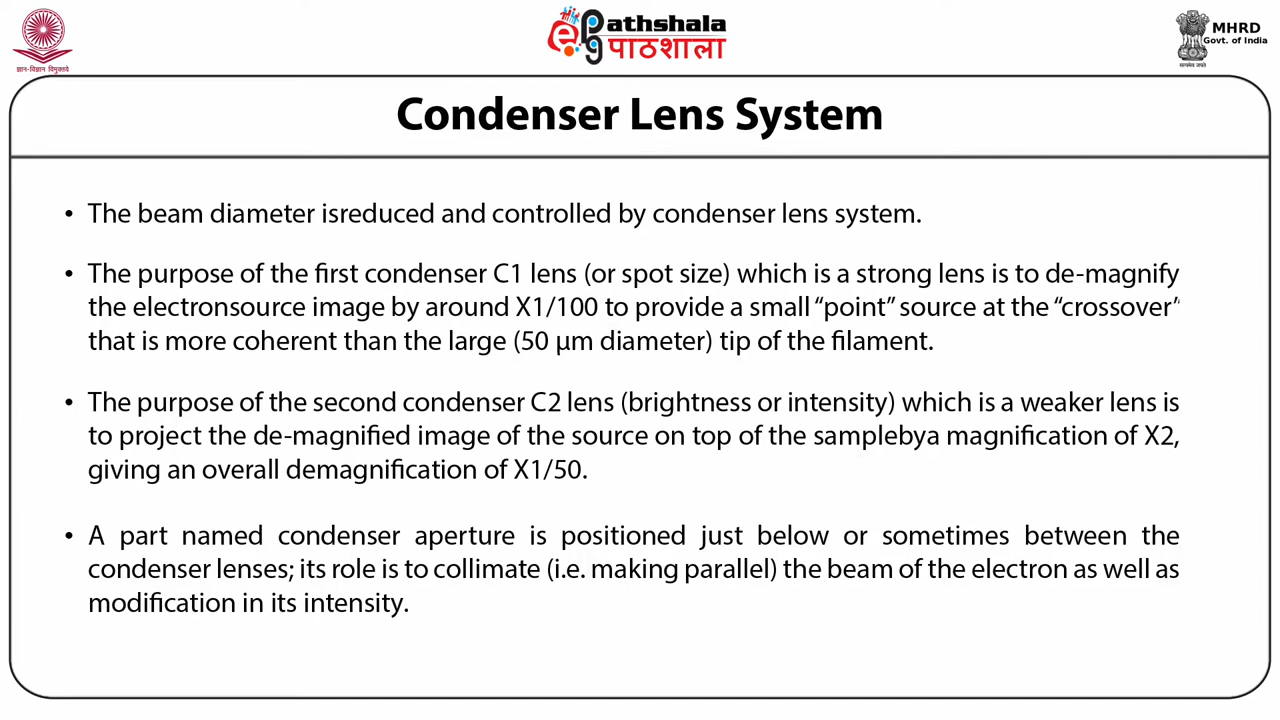 ज्ञान-विज्ञान विमुक्तये
ePathshala
पाठशाला
MHRD
Govt. of India
सत्यमेव जयते
Condenser Lens System
• The beam diameter isreduced and controlled by condenser lens system.
• The purpose of the first condenser C1 lens (or spot size) which is a strong lens is to de-magnify
the electronsource image by around X1/100 to provide a small “point” source at the “crossover”
that is more coherent than the large (50 µm diameter) tip of the filament.
• The purpose of the second condenser C2 lens (brightness or intensity) which is a weaker lens is
to project the de-magnified image of the source on top of the samplebya magnification of X2,
giving an overall demagnification of X1/50.
• A part named condenser aperture is positioned just below or sometimes between the
condenser lenses; its role is to collimate (i.e. making parallel) the beam of the electron as well as
modification in its intensity.